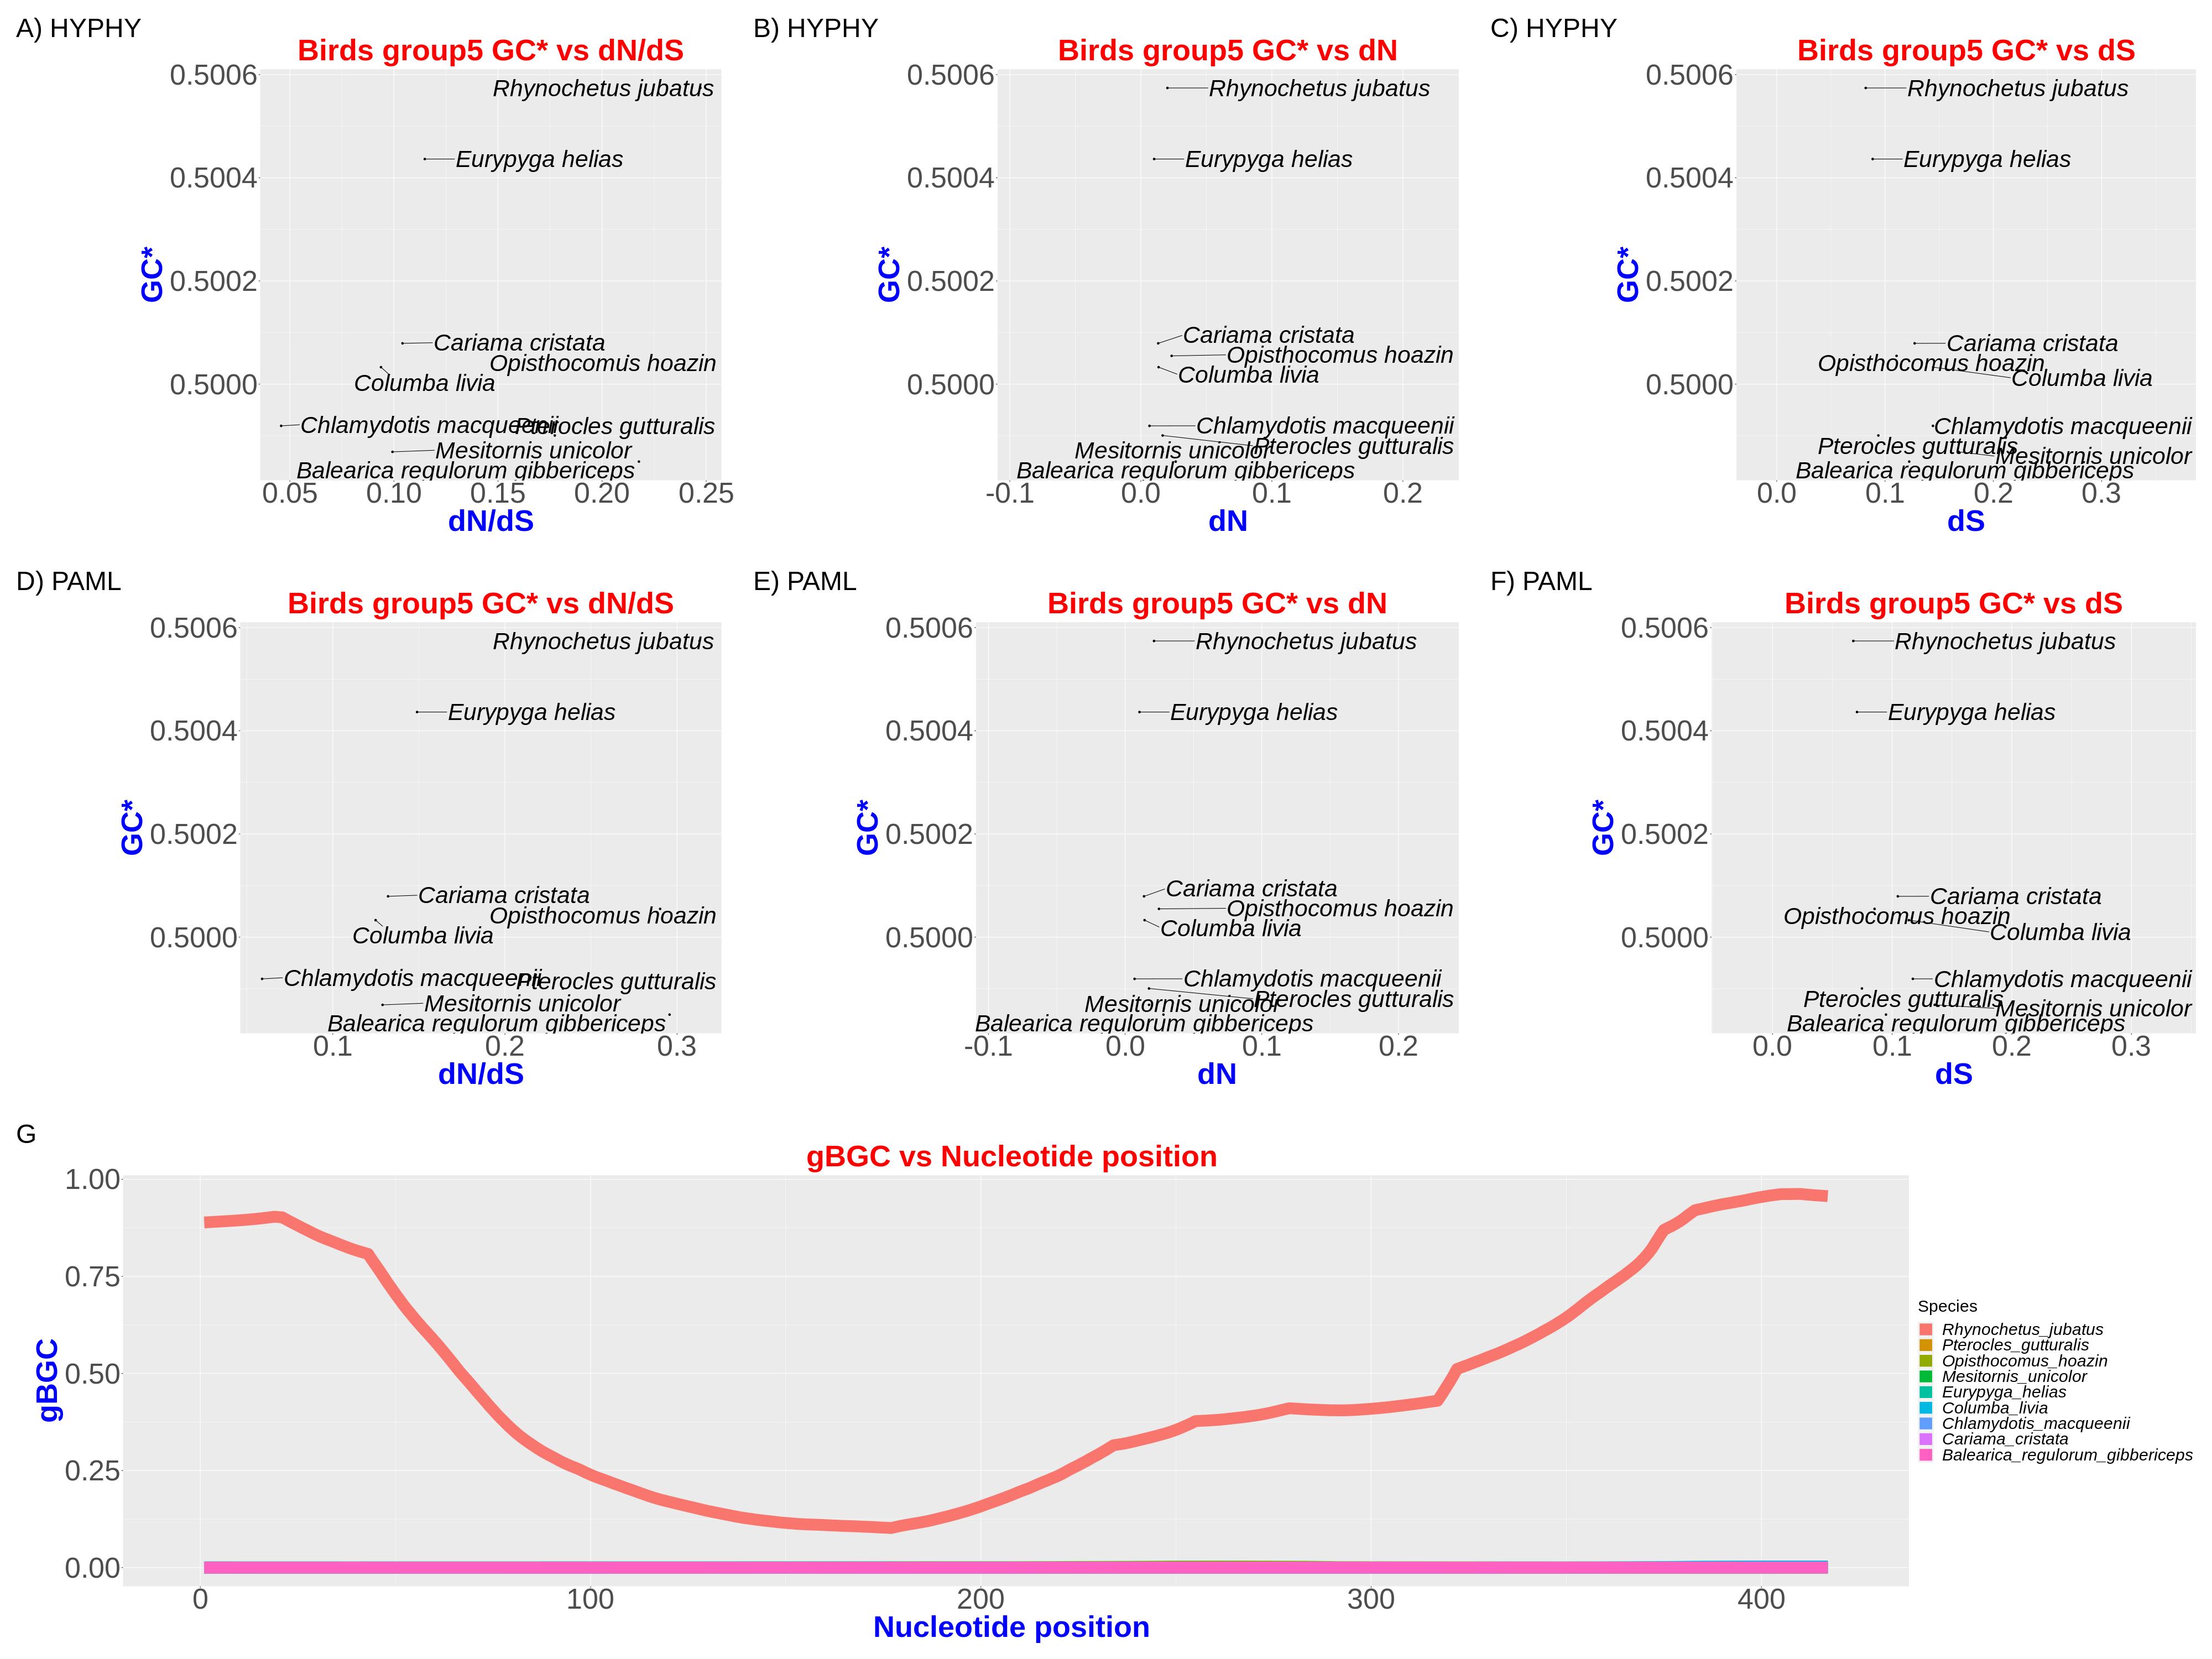 A) HYPHY
Birds group5 GC* vs dN/dS
0.5006
0.5004
0.5002
0.5000
GC*
Rhynochetus jubatus
Eurypyga helias
Cariama cristata
Opisthocomus hoazin
Columba livia
Chlamydotis macqueenii
Pterocles gutturalis
Mesitornis unicolor
Balearica regulorum gibbericeps
0.05 0.10 0.15 0.20 0.25
dN/dS
B) HYPHY
Birds group5 GC* vs dN
0.5006
0.5004
0.5002
0.5000
GC*
Rhynochetus jubatus
Eurypyga helias
Cariama cristata
Opisthocomus hoazin
Columba livia
Chlamydotis macqueenii
Pterocles gutturalis
Mesitornis unicolor
Balearica regulorum gibbericeps
-0.1 0.0 0.1 0.2
dN
C) HYPHY
Birds group5 GC* vs dS
0.5006
0.5004
0.5002
0.5000
GC*
Rhynochetus jubatus
Eurypyga helias
Cariama cristata
Opisthocomus hoazin
Columba livia
Chlamydotis macqueenii
Pterocles gutturalis
Mesitornis unicolor
Balearica regulorum gibbericeps
0.0 0.1 0.2 0.3
dS
D) PAML
Birds group5 GC* vs dN/dS
0.5006
0.5004
0.5002
0.5000
GC*
Rhynochetus jubatus
Eurypyga helias
Cariama cristata
Opisthocomus hoazin
Columba livia
Chlamydotis macqueenii
Pterocles gutturalis
Mesitornis unicolor
Balearica regulorum gibbericeps
0.1 0.2 0.3
dN/dS
E) PAML
Birds group5 GC* vs dN
0.5006
0.5004
0.5002
0.5000
GC*
Rhynochetus jubatus
Eurypyga helias
Cariama cristata
Opisthocomus hoazin
Columba livia
Chlamydotis macqueenii
Pterocles gutturalis
Mesitornis unicolor
Balearica regulorum gibbericeps
-0.1 0.0 0.1 0.2
dN
F) PAML
Birds group5 GC* vs dS
0.5006
0.5004
0.5002
0.5000
GC*
Rhynochetus jubatus
Eurypyga helias
Cariama cristata
Opisthocomus hoazin
Columba livia
Chlamydotis macqueenii
Pterocles gutturalis
Mesitornis unicolor
Balearica regulorum gibbericeps
0.0 0.1 0.2 0.3
dS
G
gBGC vs Nucleotide position
1.00
0.75
0.50
0.25
0.00
gBGC
0 100 200 300 400
Nucleotide position
Species
Rhynochetus_jubatus
Pterocles_gutturalis
Opisthocomus_hoazin
Mesitornis_unicolor
Eurypyga_helias
Columba_livia
Chlamydotis_macqueenii
Cariama_cristata
Balearica_regulorum_gibbericeps